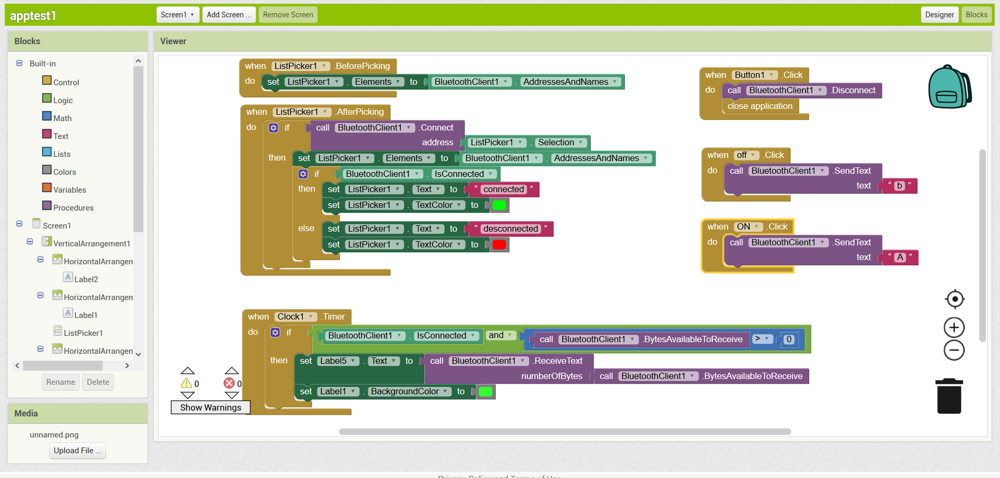 apptest1
Screen1 Add Screen ... Remove Screen
Designer Blocks
Blocks
Built-in
Control
Logic
Math
Text
Lists
Colors
Variables
Procedures
Screen1
VerticalArrangement1
HorizontalArrangem
Label2
HorizontalArrangem
Label1
ListPicker1
HorizontalArrangem
Rename Delete
Media
unnamed.png
Upload File ...
Viewer
when ListPicker1 .BeforePicking
do set ListPicker1 . Elements to BluetoothClient1 . AddressesAndNames
when ListPicker1 .AfterPicking
do if call BluetoothClient1 .Connect
address ListPicker1 . Selection
then set ListPicker1 . Elements to BluetoothClient1 . AddressesAndNames
if BluetoothClient1 . IsConnected
then set ListPicker1 . Text to “ connected ”
set ListPicker1 . TextColor to
else set ListPicker1 . Text to “ desconnected ”
set ListPicker1 . TextColor to
when Clock1 .Timer
do if BluetoothClient1 . IsConnected and call BluetoothClient1 .BytesAvailableToReceive > 0
then set Label5 . Text to call BluetoothClient1 .ReceiveText
numberOfBytes call BluetoothClient1 .BytesAvailableToReceive
set Label1 . BackgroundColor to
when Button1 .Click
do call BluetoothClient1 .Disconnect
close application
when off .Click
do call BluetoothClient1 .SendText
text “ b ”
when ON .Click
do call BluetoothClient1 .SendText
text “ A ”
0 0
Show Warnings
Privacy Policy and Terms of Use